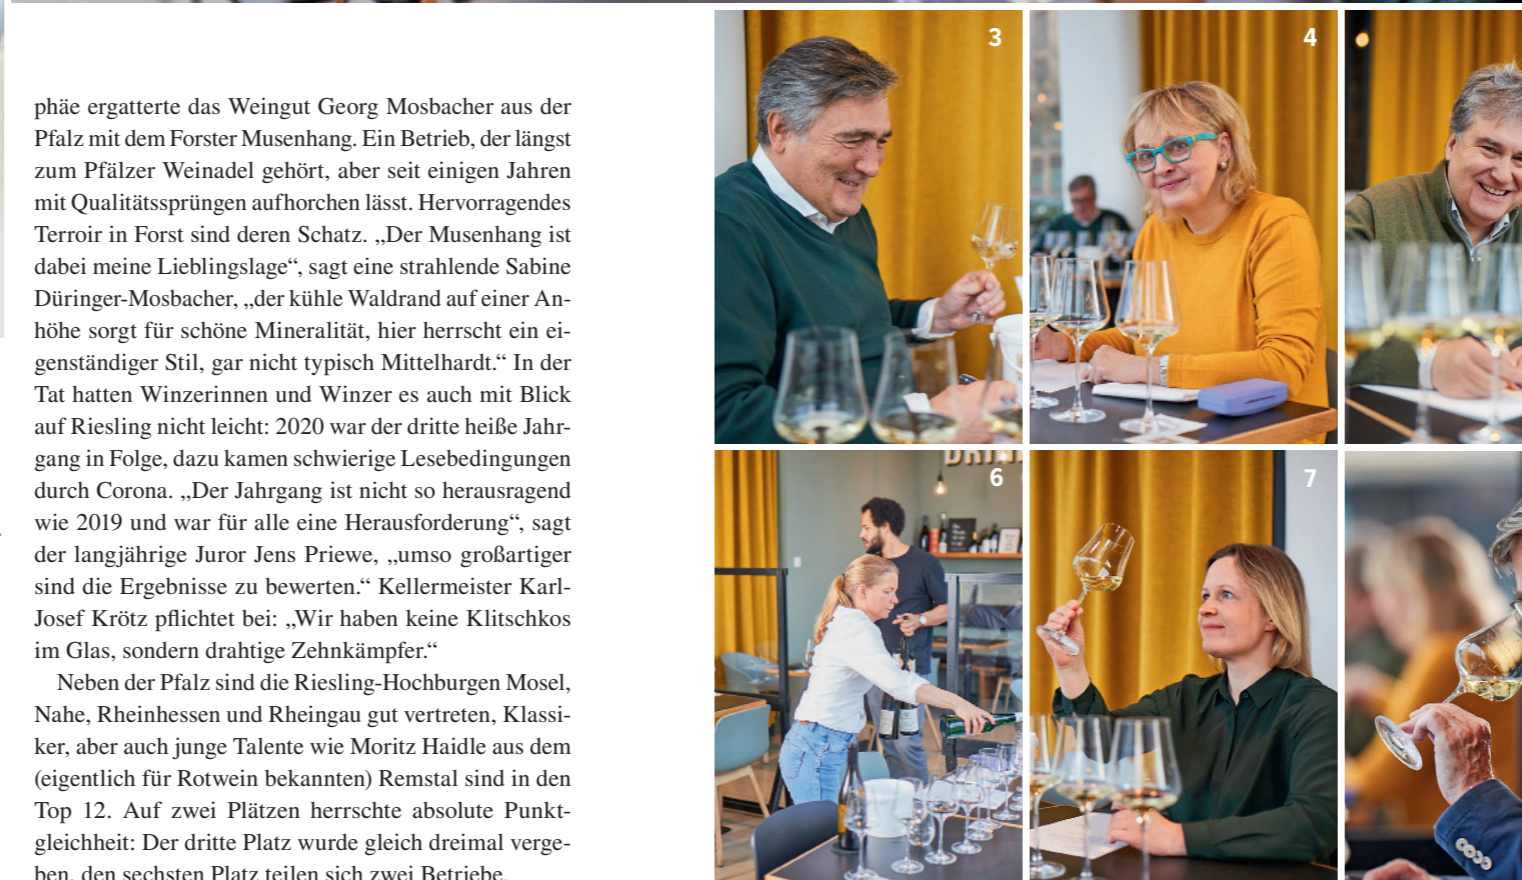 phäe ergatterte das Weingut Georg Mosbacher aus der
Pfalz mit dem Forster Musenhang. Ein Betrieb, der längst
zum Pfälzer Weinadel gehört, aber seit einigen Jahren
mit Qualitätssprüngen aufhorchen lässt. Hervorragendes
Terroir in Forst sind deren Schatz. „Der Musenhang ist
dabei meine Lieblingslage“, sagt eine strahlende Sabine
Düringer-Mosbacher, „der kühle Waldrand auf einer An-
höhe sorgt für schöne Mineralität, hier herrscht ein ei-
genständiger Stil, gar nicht typisch Mittelhardt.“ In der
Tat hatten Winzerinnen und Winzer es auch mit Blick
auf Riesling nicht leicht: 2020 war der dritte heiße Jahr-
gang in Folge, dazu kamen schwierige Lesebedingungen
durch Corona. „Der Jahrgang ist nicht so herausragend
wie 2019 und war für alle eine Herausforderung“, sagt
der langjährige Juror Jens Priewe, „umso großartiger
sind die Ergebnisse zu bewerten.“ Kellermeister Karl-
Josef Krötz pflichtet bei: „Wir haben keine Klitschkos
im Glas, sondern drahtige Zehnkämpfer.“
Neben der Pfalz sind die Riesling-Hochburgen Mosel,
Nahe, Rheinhessen und Rheingau gut vertreten, Klassi-
ker, aber auch junge Talente wie Moritz Haidle aus dem
(eigentlich für Rotwein bekannten) Remstal sind in den
Top 12. Auf zwei Plätzen herrschte absolute Punkt-
gleichheit: Der dritte Platz wurde gleich dreimal verge-
ben, den sechsten Platz teilen sich zwei Betriebe.
3
4
6
7